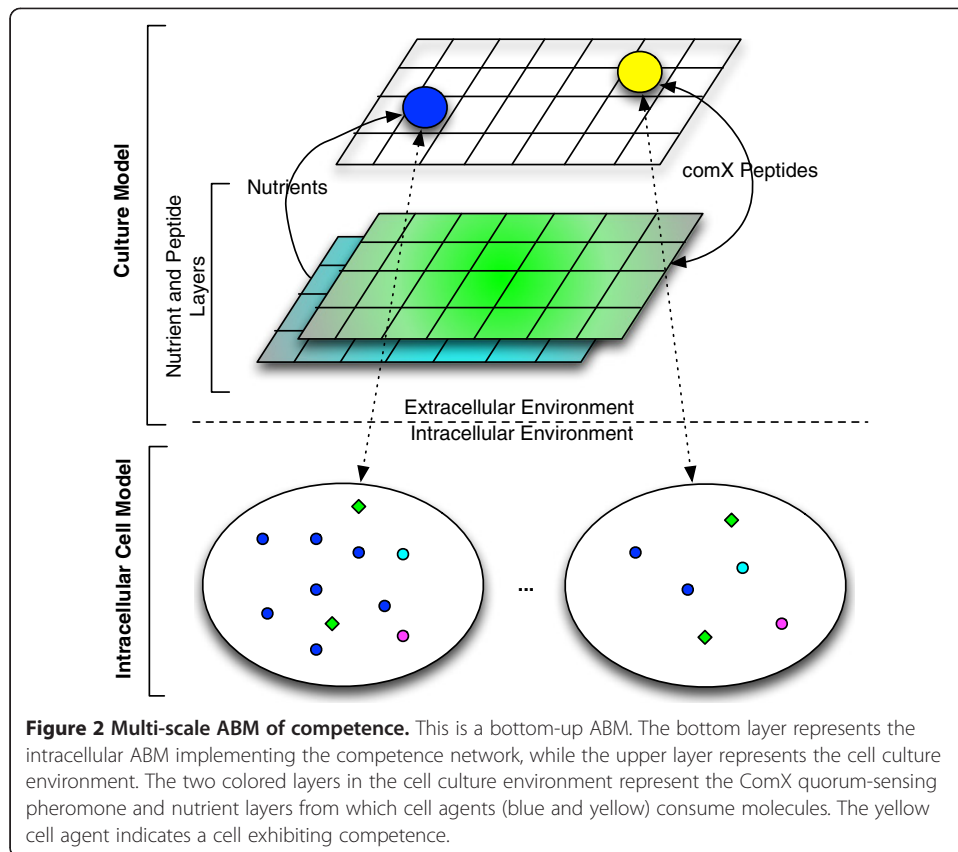 Culture Model
Nutrient and Peptide
Layers
Nutrients
comX Peptides
Extracellular Environment
Intracellular Environment
Intracellular Cell Model
...
Figure 2 Multi-scale ABM of competence. This is a bottom-up ABM. The bottom layer represents the
intracellular ABM implementing the competence network, while the upper layer represents the cell culture
environment. The two colored layers in the cell culture environment represent the ComX quorum-sensing
pheromone and nutrient layers from which cell agents (blue and yellow) consume molecules. The yellow
cell agent indicates a cell exhibiting competence.